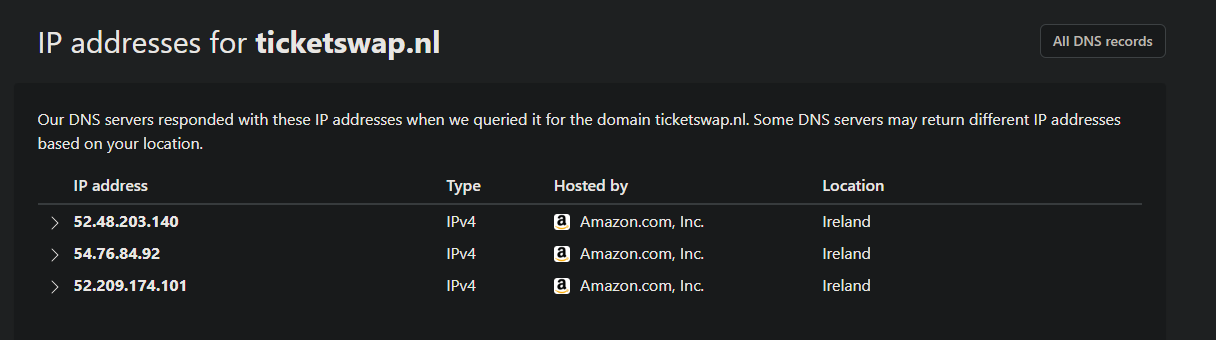 IP addresses for ticketswap.nl
All DNS records
Our DNS servers responded with these IP addresses when we queried it for the domain ticketswap.nl. Some DNS servers may return different IP addresses
based on your location.
IP address Type Hosted by Location
52.48.203.140 IPv4 Amazon.com, Inc. Ireland
54.76.84.92 IPv4 Amazon.com, Inc. Ireland
52.209.174.101 IPv4 Amazon.com, Inc. Ireland